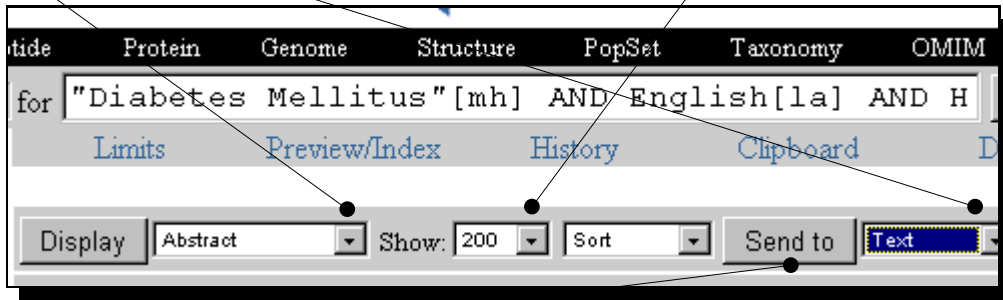 tide Protein Genome Structure PopSet Taxonomy OMIM
for "Diabetes Mellitus"[mh] AND English[la] AND H
Limits Preview/Index History Clipboard D
Display Abstract Show: 200 Sort Send to Text